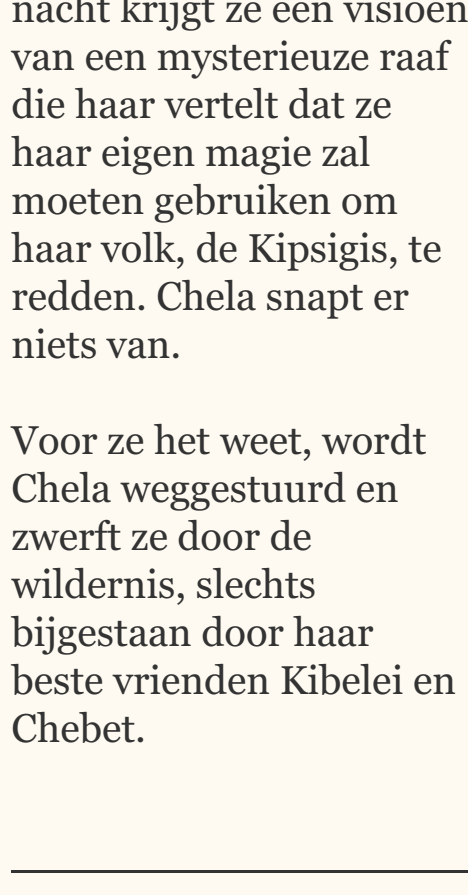 nacht krijgt ze een visioen
van een mysterieuze raaf
die haar vertelt dat ze
haar eigen magie zal
moeten gebruiken om
haar volk, de Kipsigis, te
redden. Chela snapt er
niets van.
Voor ze het weet, wordt
Chela weggestuurd en
zwerft ze door de
wildernis, slechts
bijgestaan door haar
beste vrienden Kibelei en
Chebet.